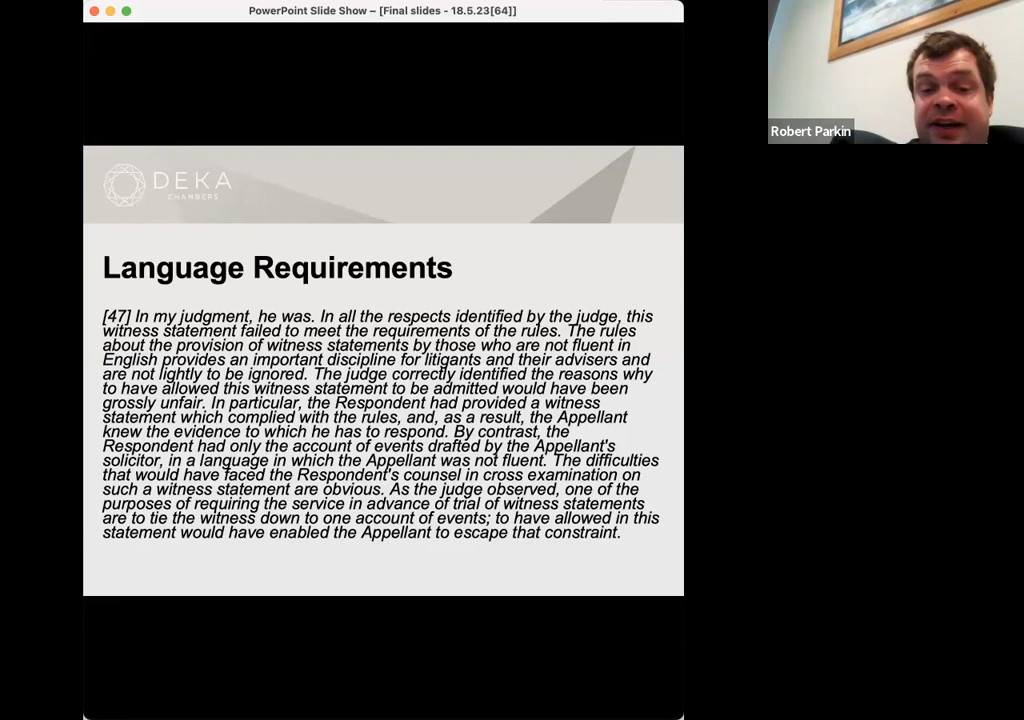 PowerPoint Slide Show – [Final slides - 18.5.23[64]]
Robert Parkin
DEKA
CHAMBERS
Language Requirements
[47] In my judgment, he was. In all the respects identified by the judge, this
witness statement failed to meet the requirements of the rules. The rules
about the provision of witness statements by those who are not fluent in
English provides an important discipline for litigants and their advisers and
are not lightly to be ignored. The judge correctly identified the reasons why
to have allowed this witness statement to be admitted would have been
grossly unfair. In particular, the Respondent had provided a witness
statement which complied with the rules, and, as a result, the Appellant
knew the evidence to which he has to respond. By contrast, the
Respondent had only the account of events drafted by the Appellant's
solicitor, in a language in which the Appellant was not fluent. The difficulties
that would have faced the Respondent's counsel in cross examination on
such a witness statement are obvious. As the judge observed, one of the
purposes of requiring the service in advance of trial of witness statements
are to tie the witness down to one account of events; to have allowed in this
statement would have enabled the Appellant to escape that constraint.